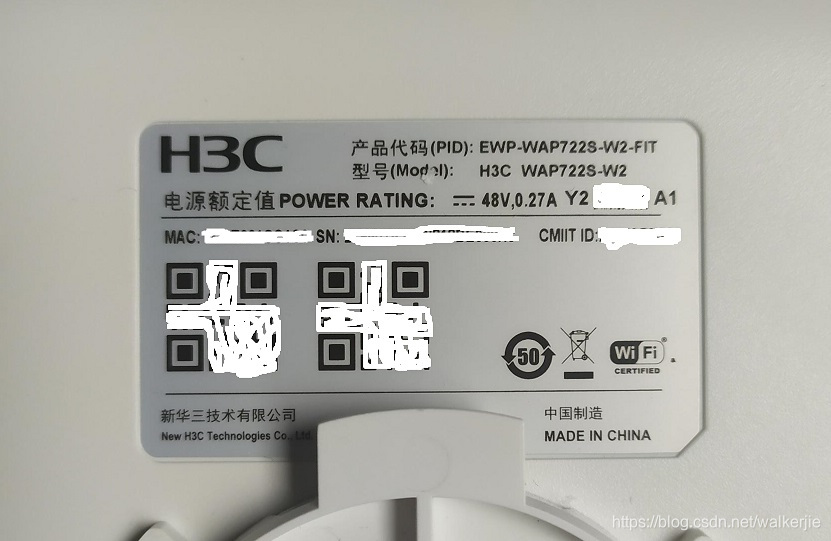 H3C
产品代码(PID): EWP-WAP722S-W2-FIT
型号(Model): H3C WAP722S-W2
电源额定值POWER RATING: ⎓ 48V,0.27A Y2 A1
MAC: SN: CMIIT ID:
50
Wi Fi ®
CERTIFIED
新华三技术有限公司
New H3C Technologies Co., Ltd.
中国制造
MADE IN CHINA
https://blog.csdn.net/walkerjie